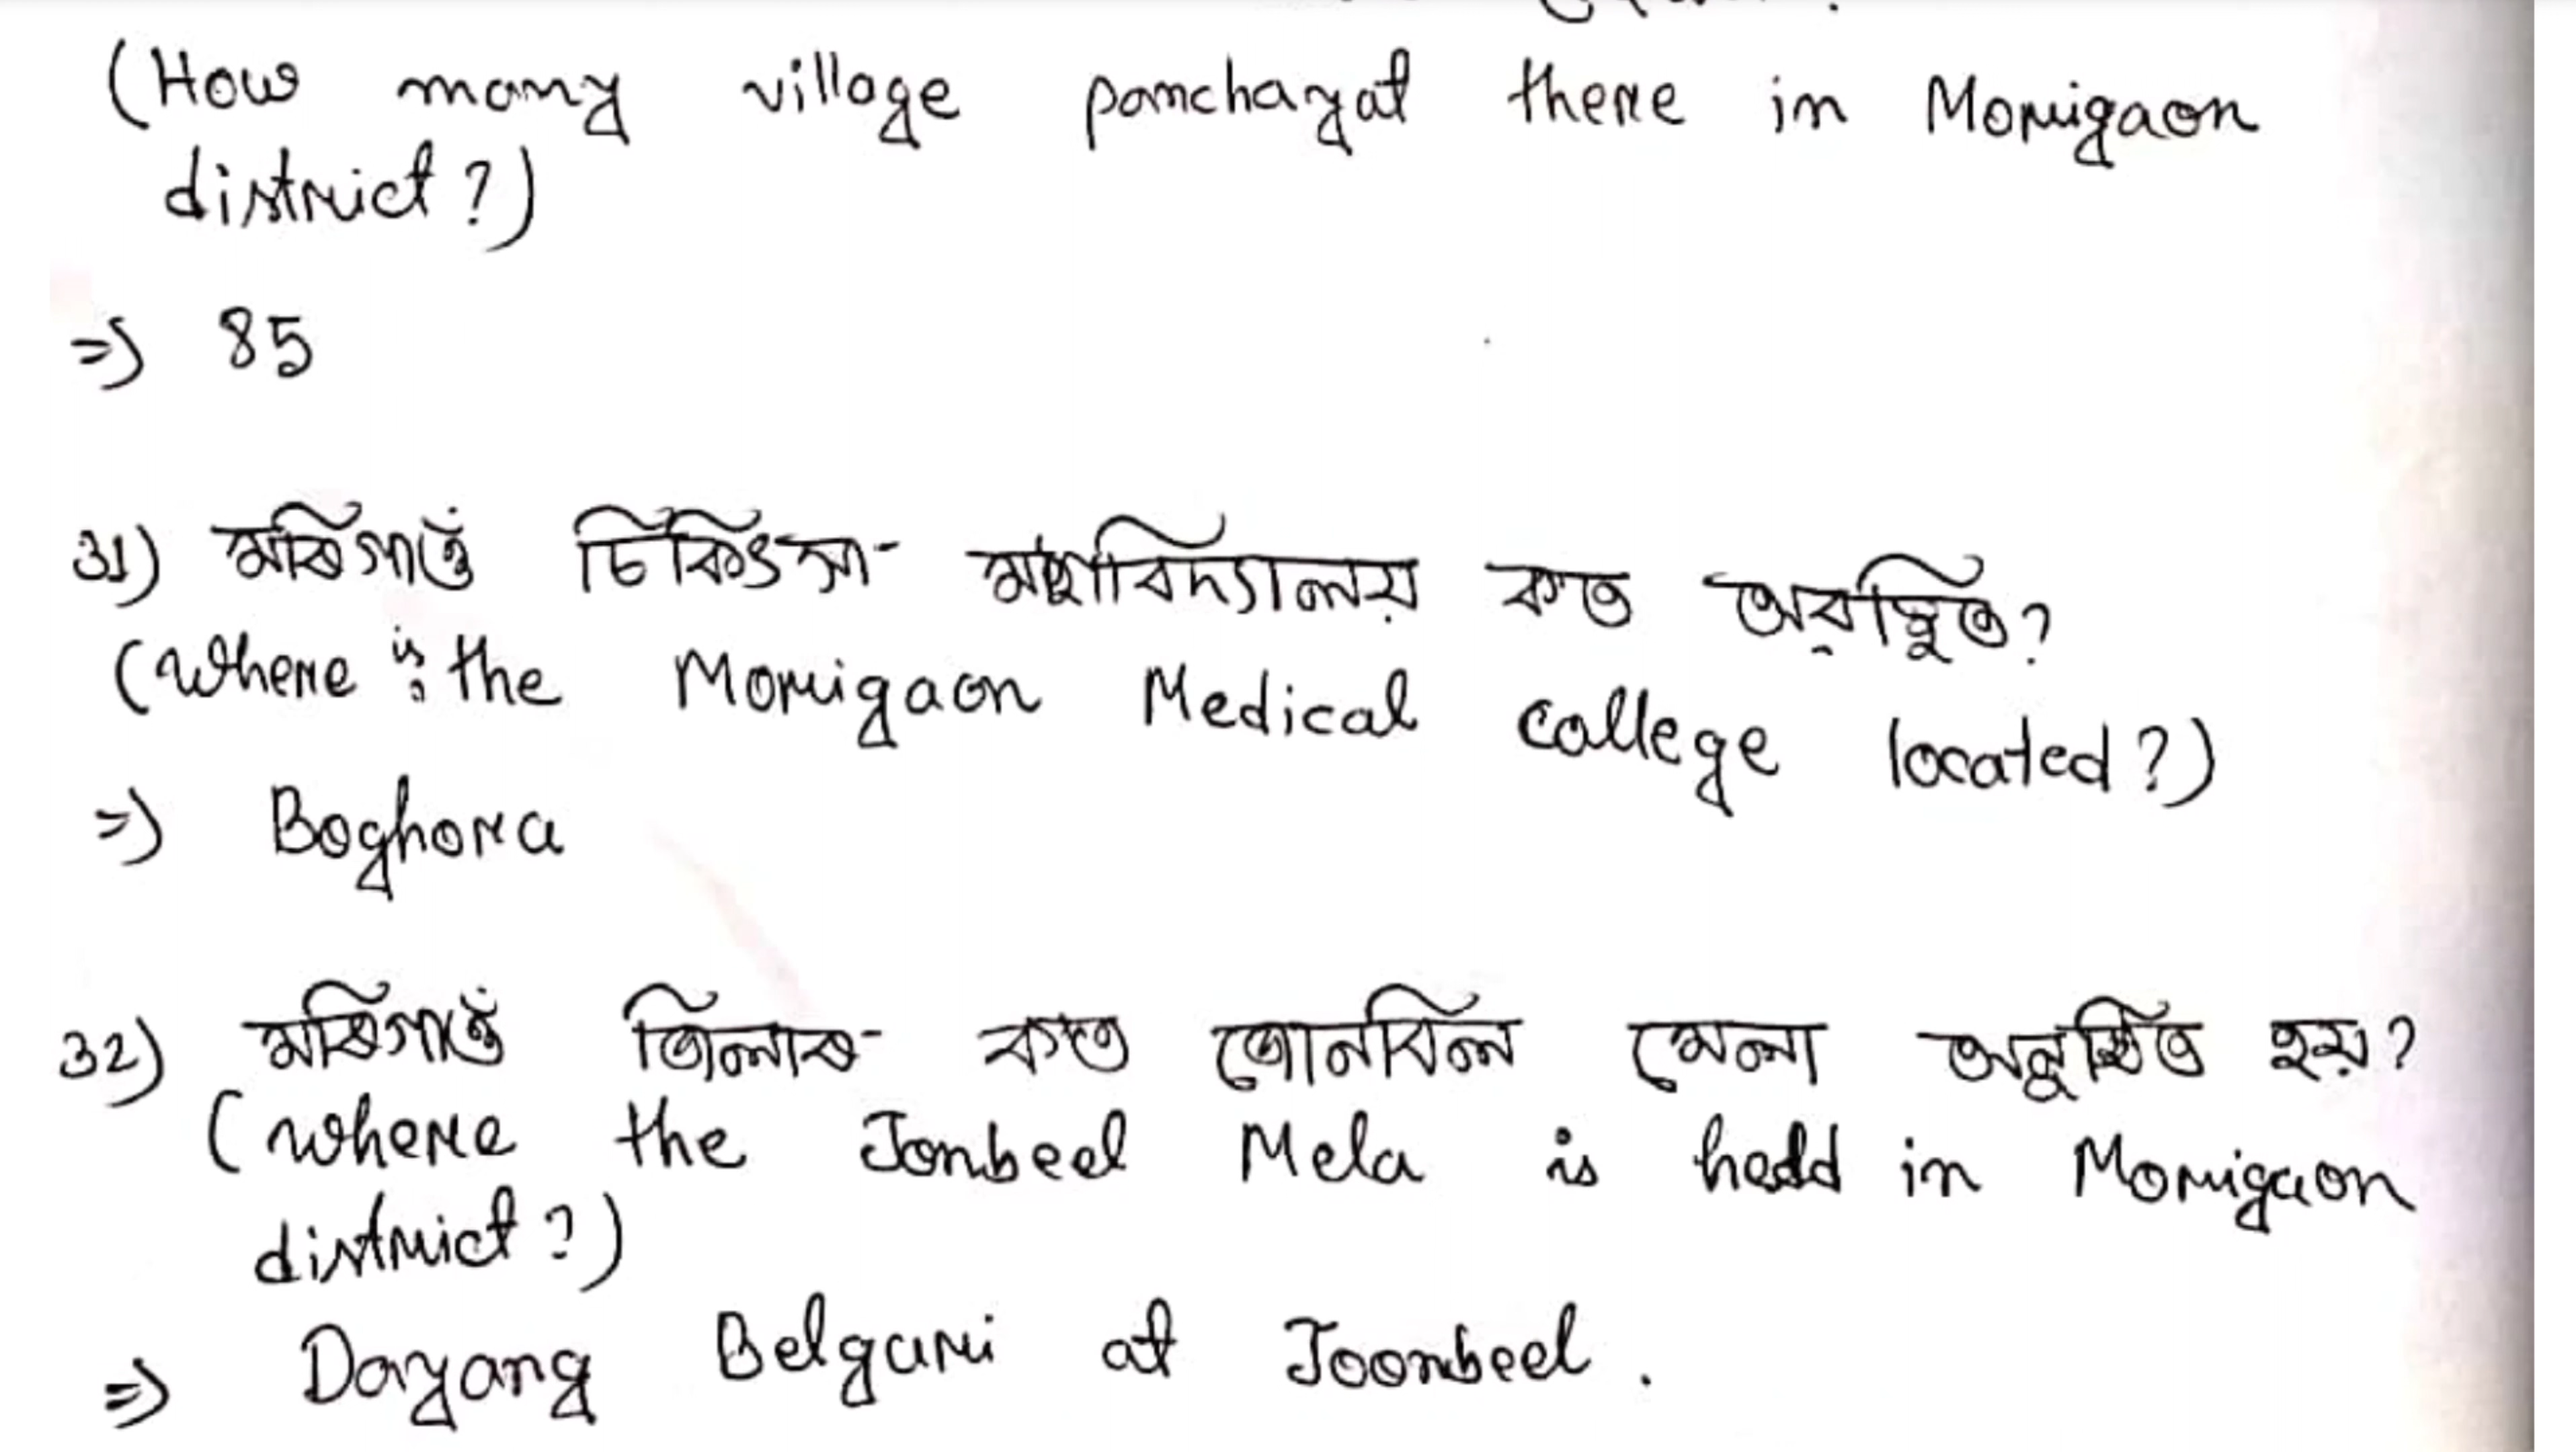 (How many village panchayat there in Morigaon
district?)
=> 85
31) মৰিগাওঁ চিকিৎসা মহাবিদ্যালয় কত অৱস্থিত?
(Where is the Morigaon Medical college located?)
=> Boghora
32) মৰিগাওঁ জিলাৰ কত জোনবিল মেলা অনুষ্ঠিত হয়?
(where the Jonbeel Mela is held in Morigaon
district?)
=> Dayang Belguri at Joonbeel.